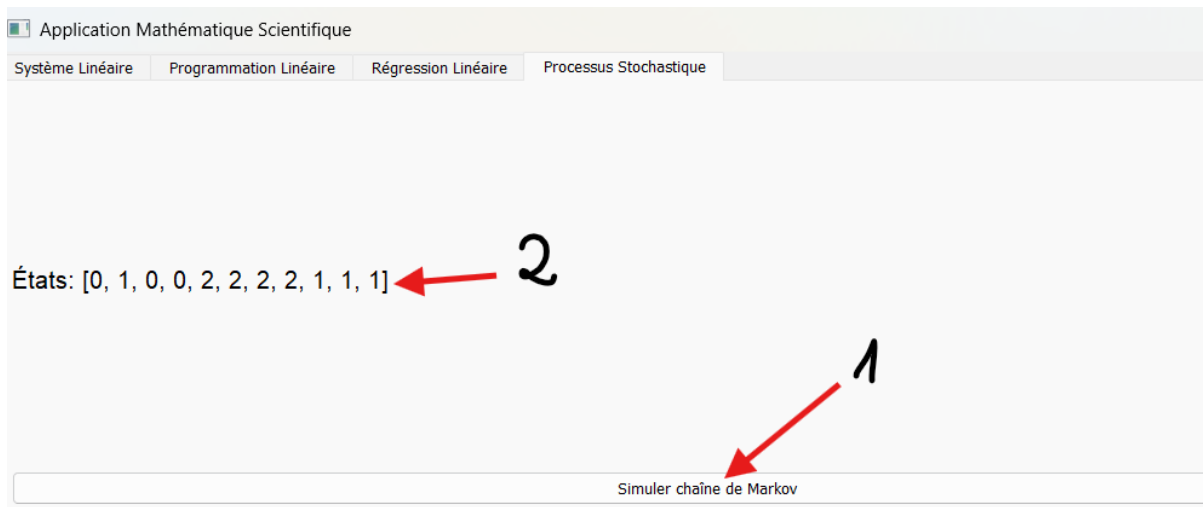 Application Mathématique Scientifique
Système Linéaire Programmation Linéaire Régression Linéaire Processus Stochastique
2
États: [0, 1, 0, 0, 2, 2, 2, 2, 1, 1, 1]
1
Simuler chaîne de Markov